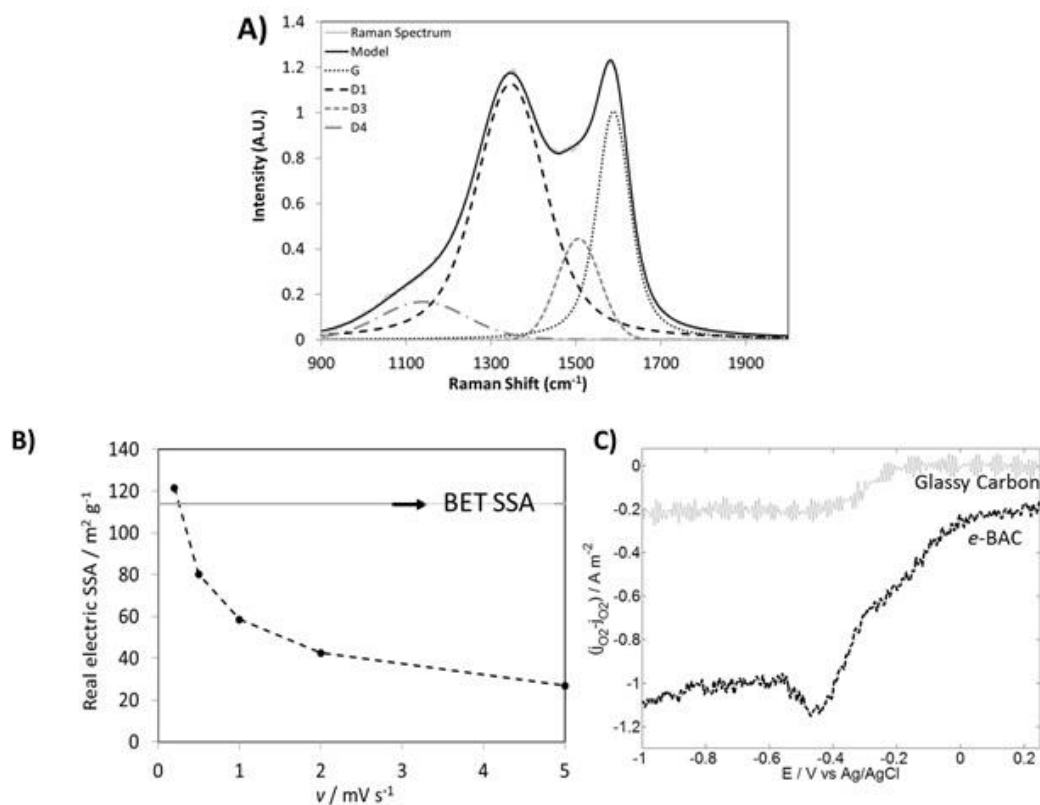 A)
Raman Spectrum
Model
G
D1
D3
D4
1.4
1.2
1
0.8
0.6
0.4
0.2
0
Intensity (A.U.)
900 1100 1300 1500 1700 1900
Raman Shift (cm⁻¹)
B)
140
120
100
80
60
40
20
0
Real electric SSA / m² g⁻¹
BET SSA
0 1 2 3 4 5
v / mV s⁻¹
C)
0
-0.2
-0.4
-0.6
-0.8
-1
-1.2
(j_O2-j_O2) / A m⁻²
Glassy Carbon
e-BAC
-1 -0.8 -0.6 -0.4 -0.2 0 0.2
E / V vs Ag/AgCl